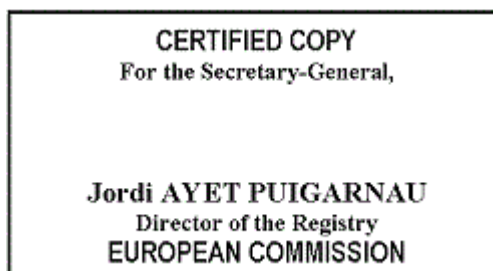 CERTIFIED COPY
For the Secretary-General,
Jordi AYET PUIGARNAU
Director of the Registry
EUROPEAN COMMISSION